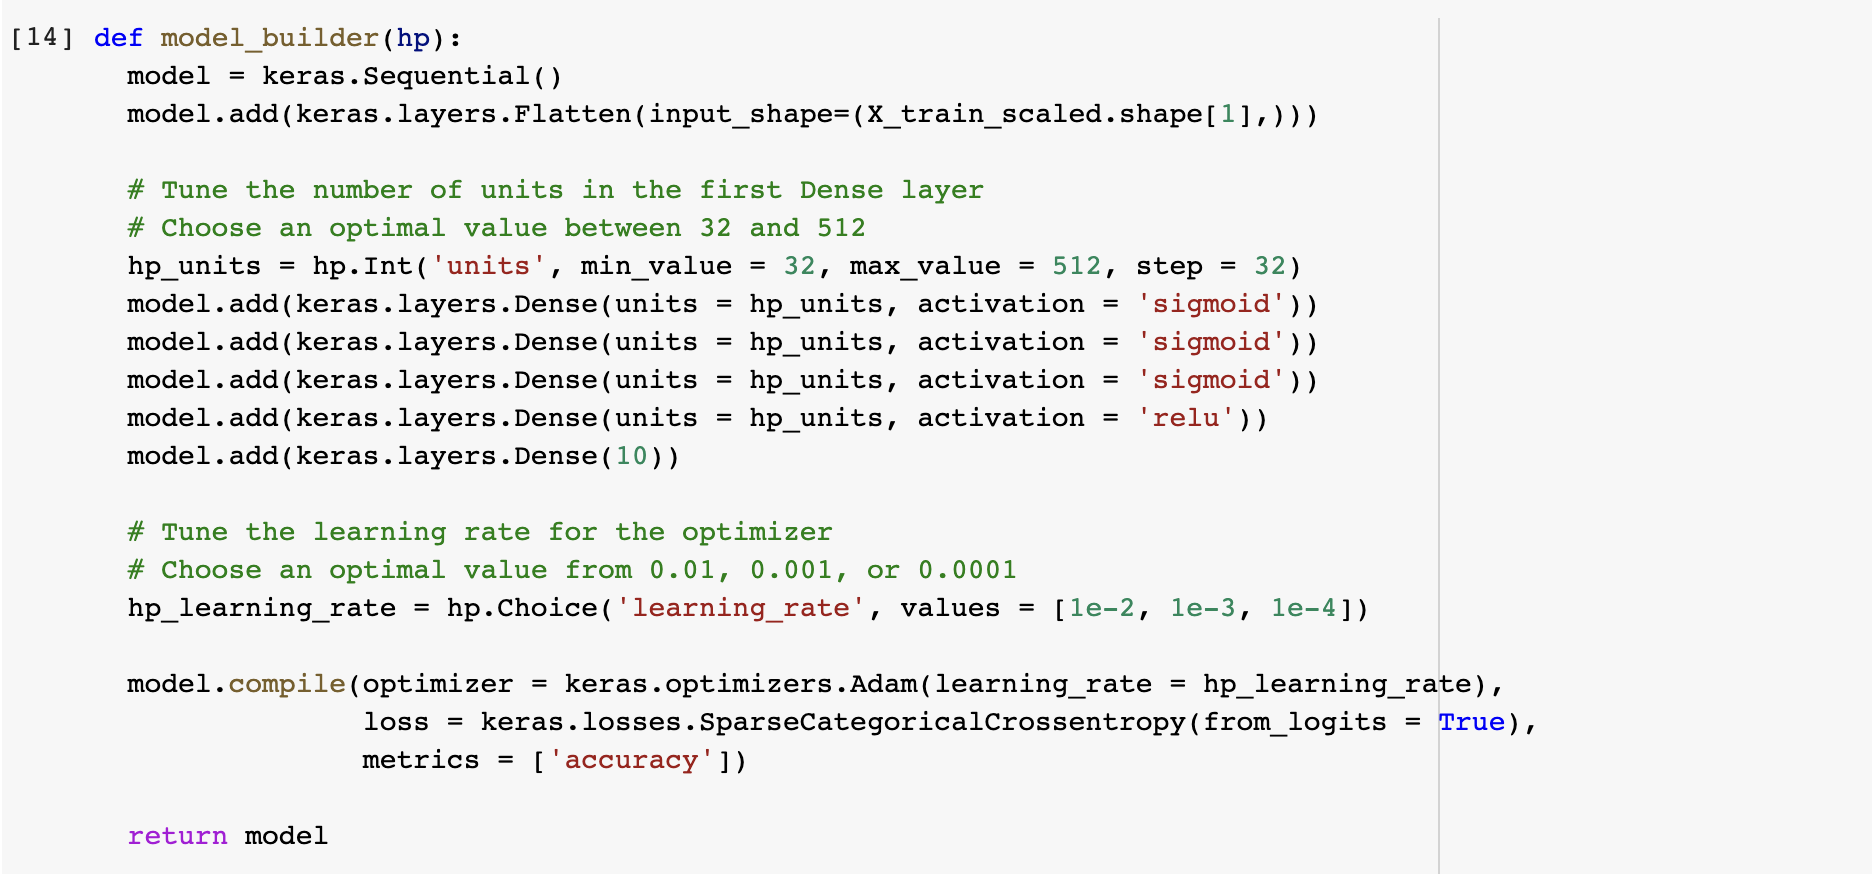 [14] def model_builder(hp):
model = keras.Sequential()
model.add(keras.layers.Flatten(input_shape=(X_train_scaled.shape[1],)))
# Tune the number of units in the first Dense layer
# Choose an optimal value between 32 and 512
hp_units = hp.Int('units', min_value = 32, max_value = 512, step = 32)
model.add(keras.layers.Dense(units = hp_units, activation = 'sigmoid'))
model.add(keras.layers.Dense(units = hp_units, activation = 'sigmoid'))
model.add(keras.layers.Dense(units = hp_units, activation = 'sigmoid'))
model.add(keras.layers.Dense(units = hp_units, activation = 'relu'))
model.add(keras.layers.Dense(10))
# Tune the learning rate for the optimizer
# Choose an optimal value from 0.01, 0.001, or 0.0001
hp_learning_rate = hp.Choice('learning_rate', values = [1e-2, 1e-3, 1e-4])
model.compile(optimizer = keras.optimizers.Adam(learning_rate = hp_learning_rate),
loss = keras.losses.SparseCategoricalCrossentropy(from_logits = True),
metrics = ['accuracy'])
return model